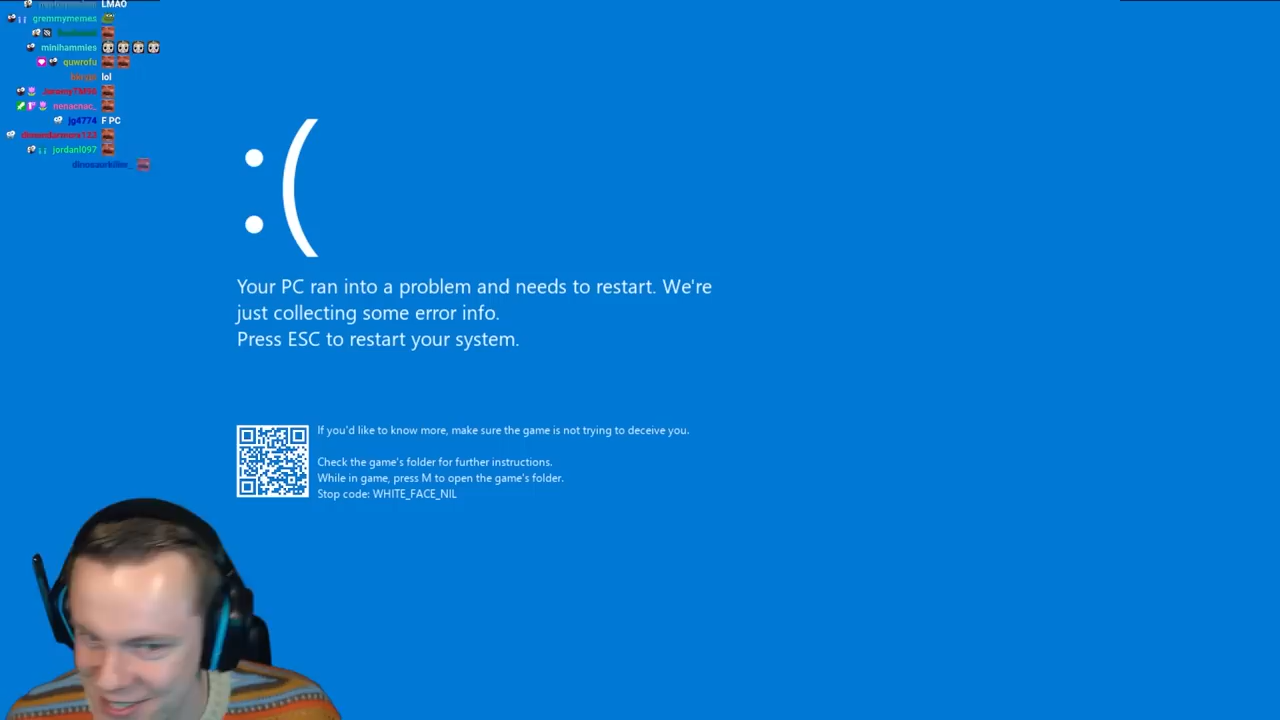 LMAO
gremmymemes
minihammies
quwrofu
lol
JeremyTM96
nenacnac_
jg4774 F PC
jordanl097
dinosaurkiller_
:(
Your PC ran into a problem and needs to restart. We're
just collecting some error info.
Press ESC to restart your system.
If you'd like to know more, make sure the game is not trying to deceive you.
Check the game's folder for further instructions.
While in game, press M to open the game's folder.
Stop code: WHITE_FACE_NIL